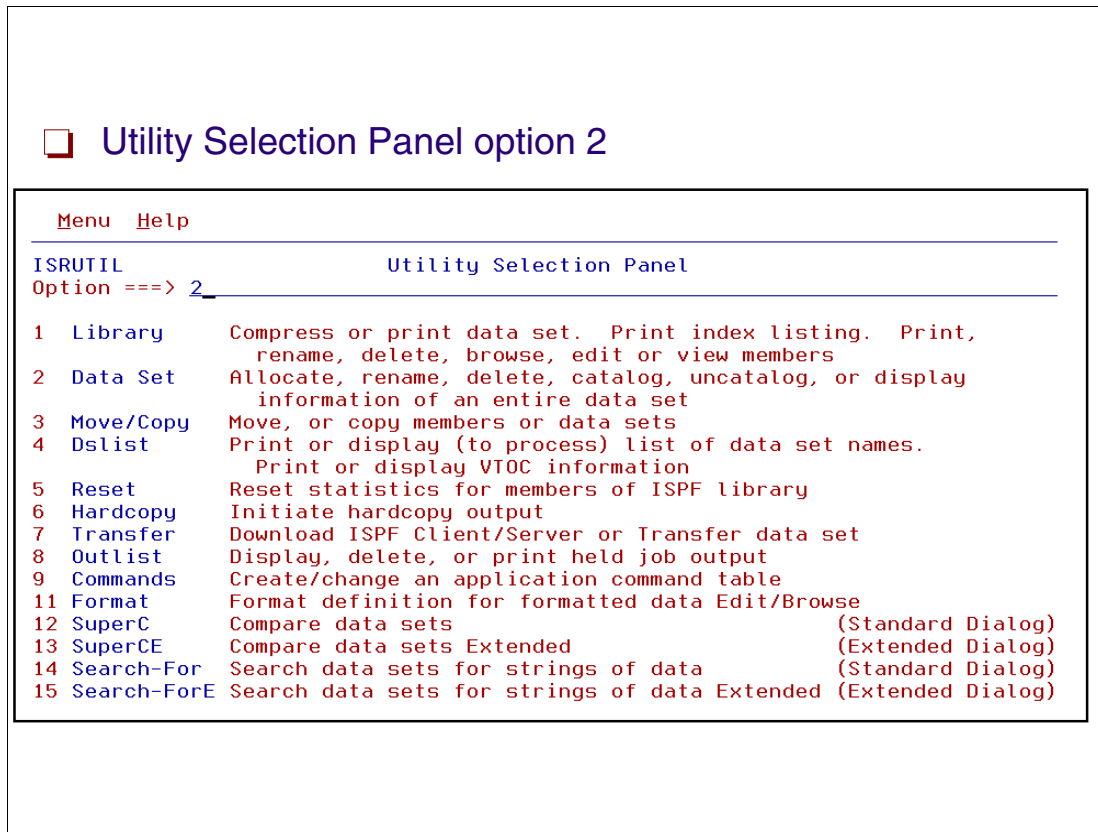 Utility Selection Panel option 2
Menu Help
ISRUTIL Utility Selection Panel
Option ===> 2_
1 Library Compress or print data set. Print index listing. Print,
rename, delete, browse, edit or view members
2 Data Set Allocate, rename, delete, catalog, uncatalog, or display
information of an entire data set
3 Move/Copy Move, or copy members or data sets
4 Dslist Print or display (to process) list of data set names.
Print or display VTOC information
5 Reset Reset statistics for members of ISPF library
6 Hardcopy Initiate hardcopy output
7 Transfer Download ISPF Client/Server or Transfer data set
8 Outlist Display, delete, or print held job output
9 Commands Create/change an application command table
11 Format Format definition for formatted data Edit/Browse
12 SuperC Compare data sets (Standard Dialog)
13 SuperCE Compare data sets Extended (Extended Dialog)
14 Search-For Search data sets for strings of data (Standard Dialog)
15 Search-ForE Search data sets for strings of data Extended (Extended Dialog)